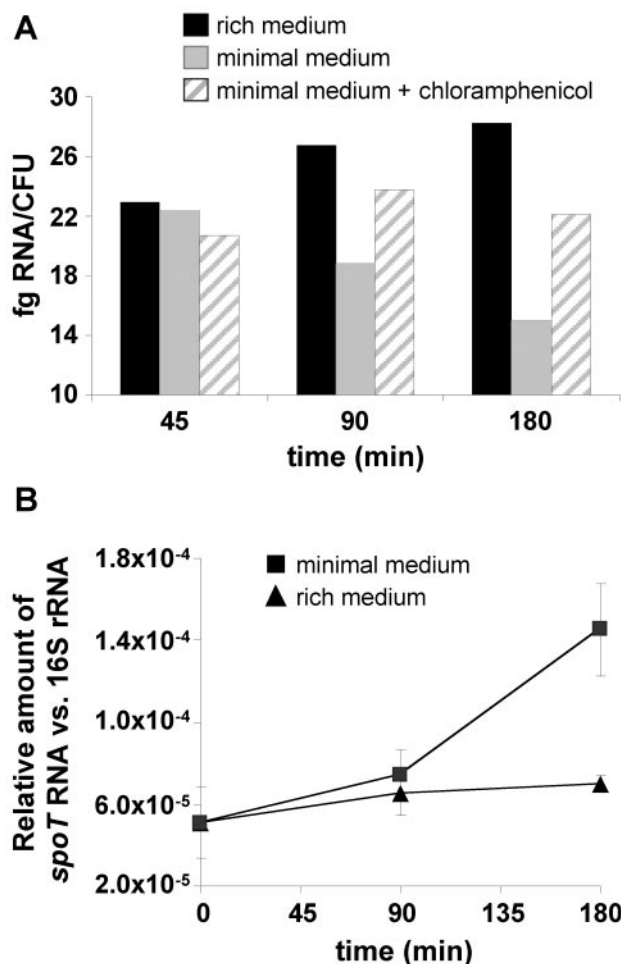 A
rich medium
minimal medium
minimal medium + chloramphenicol
fg RNA/CFU
30
26
22
18
14
10
45 90 180
time (min)
B
minimal medium
rich medium
Relative amount of
spoT RNA vs. 16S rRNA
1.8x10⁻⁴
1.4x10⁻⁴
1.0x10⁻⁴
6.0x10⁻⁵
2.0x10⁻⁵
0 45 90 135 180
time (min)